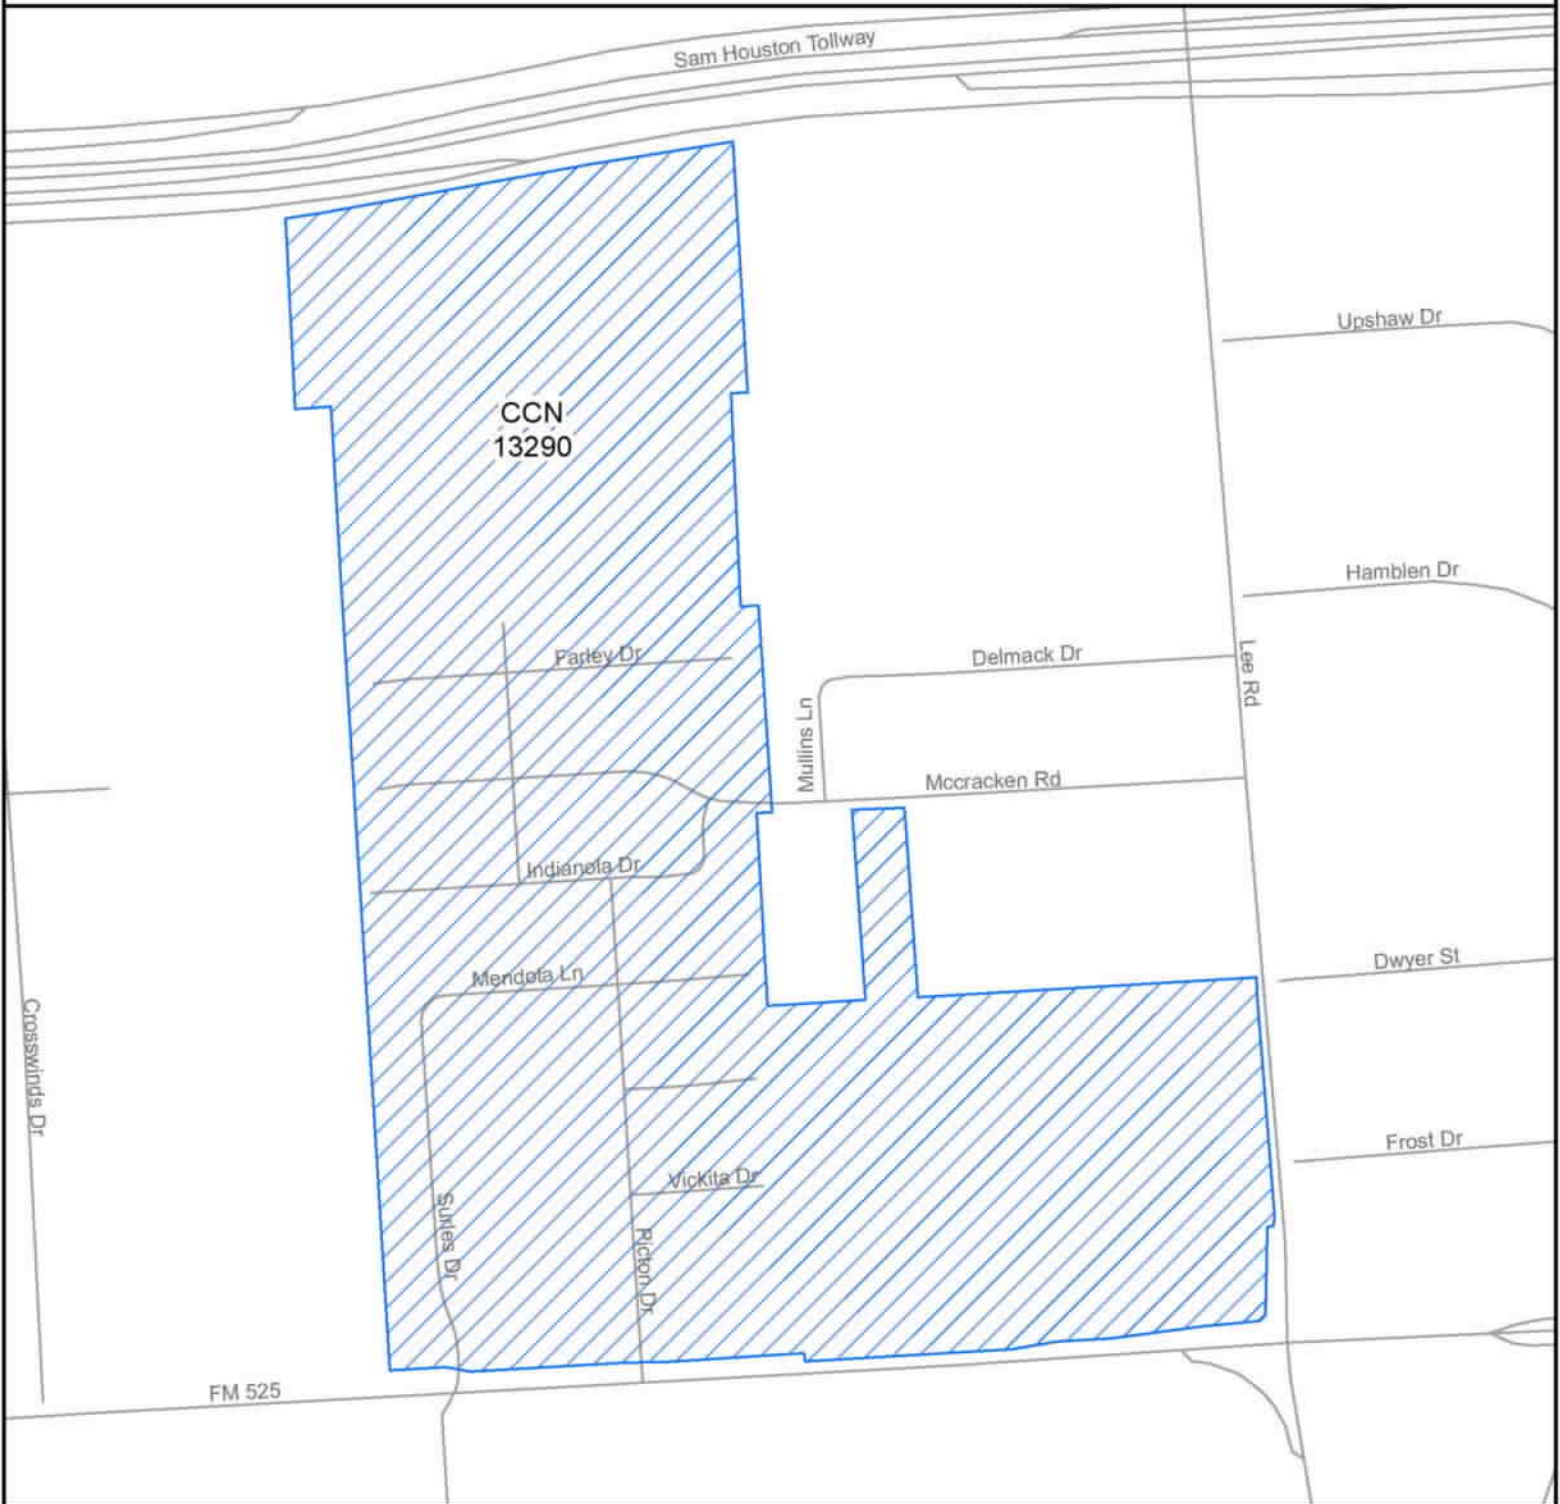 Sam Houston Tollway
Upshaw Dr
CCN
13290
Hamblen Dr
Farley Dr
Delmack Dr
Lee Rd
Mullins Ln
Mccracken Rd
Indianola Dr
Mendota Ln
Dwyer St
Crosswinds Dr
Frost Dr
Vickita Dr
Surles Dr
Ricton Dr
FM 525